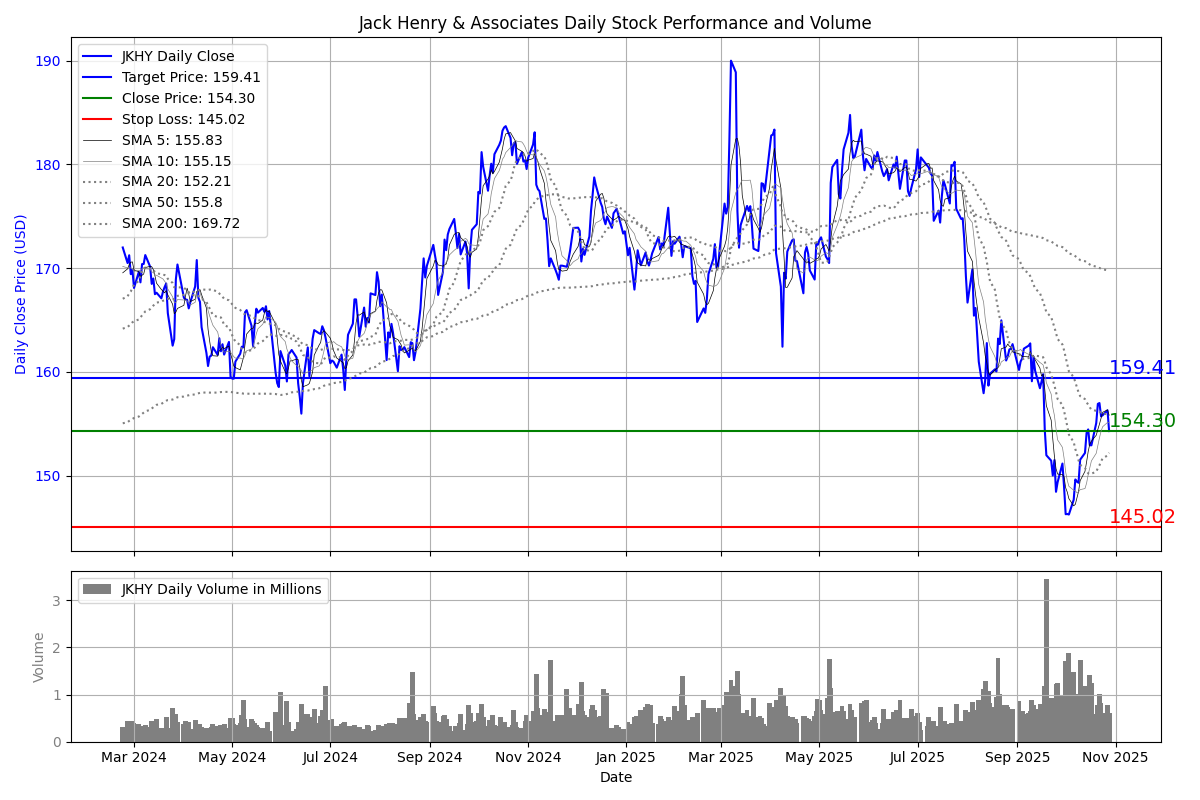 Jack Henry & Associates Daily Stock Performance and Volume
Daily Close Price (USD)
190
180
170
160
150
JKHY Daily Close
Target Price: 159.41
Close Price: 154.30
Stop Loss: 145.02
SMA 5: 155.83
SMA 10: 155.15
SMA 20: 152.21
SMA 50: 155.8
SMA 200: 169.72
159.41
154.30
145.02
Volume
3
2
1
0
JKHY Daily Volume in Millions
Mar 2024 May 2024 Jul 2024 Sep 2024 Nov 2024 Jan 2025 Mar 2025 May 2025 Jul 2025 Sep 2025 Nov 2025
Date